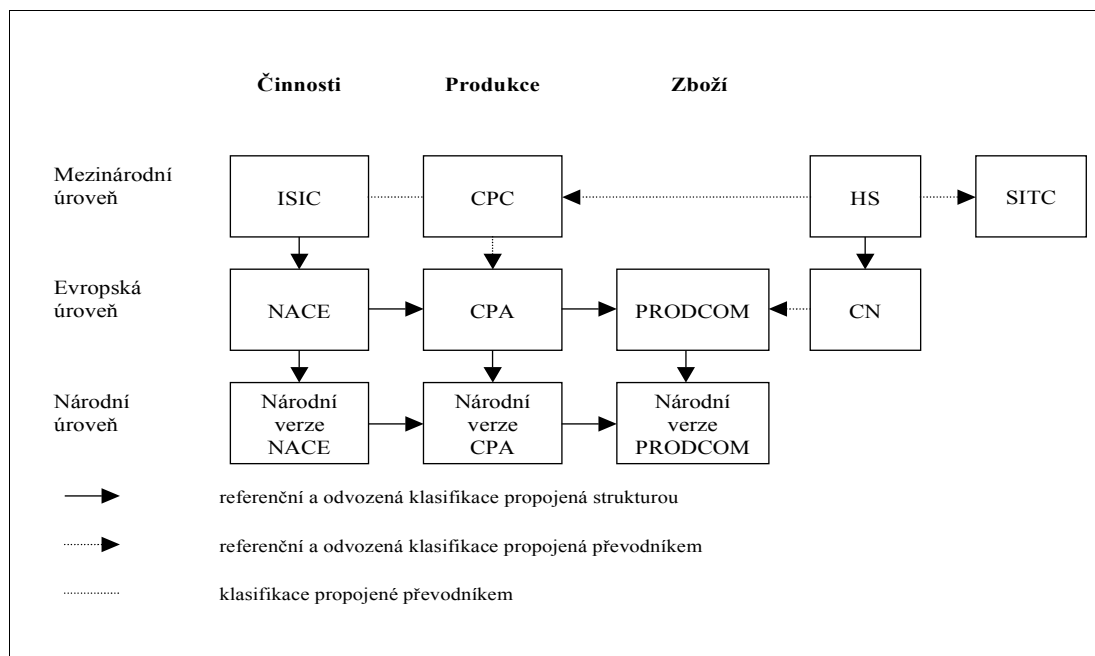 Činnosti Produkce Zboží
Mezinárodní
úroveň
ISIC CPC HS SITC
Evropská
úroveň
NACE CPA PRODCOM CN
Národní
úroveň
Národní
verze
NACE
Národní
verze
CPA
Národní
verze
PRODCOM
referenční a odvozená klasifikace propojená strukturou
referenční a odvozená klasifikace propojená převodníkem
klasifikace propojené převodníkem